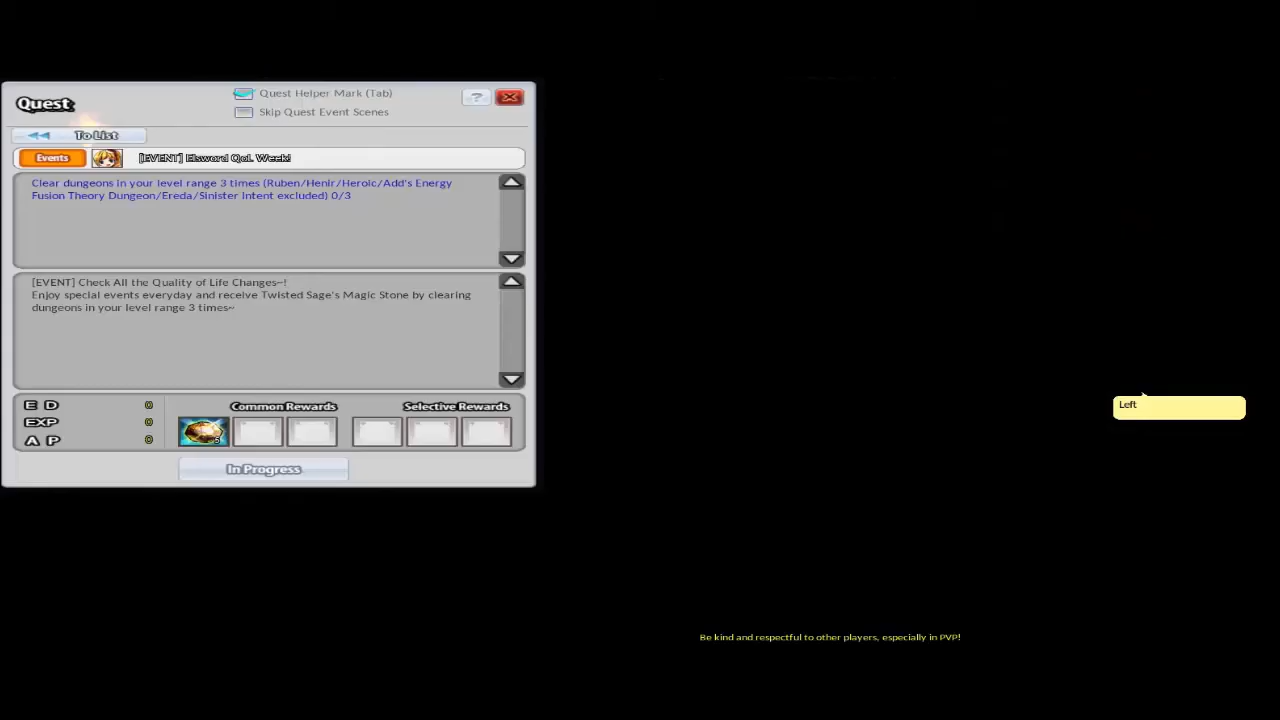 Quest
Quest Helper Mark (Tab)
Skip Quest Event Scenes
?
To List
Events
[EVENT] Elsword QoL Week!
Clear dungeons in your level range 3 times (Ruben/Henir/Heroic/Add's Energy
Fusion Theory Dungeon/Ereda/Sinister Intent excluded) 0/3
[EVENT] Check All the Quality of Life Changes~!
Enjoy special events everyday and receive Twisted Sage's Magic Stone by clearing
dungeons in your level range 3 times~
E D 0
EXP 0
A P 0
Common Rewards
Selective Rewards
5
In Progress
Left
Be kind and respectful to other players, especially in PVP!